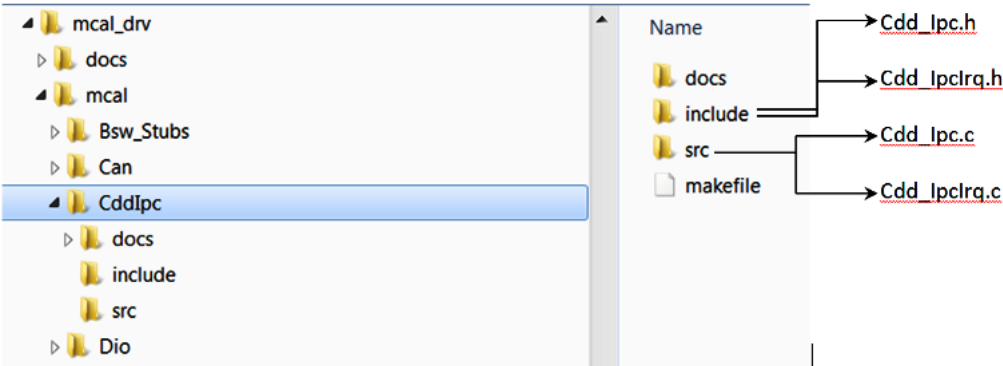 mcal_drv
docs
mcal
Bsw_Stubs
Can
CddIpc
docs
include
src
Dio
Name
docs
include
src
makefile
Cdd_Ipc.h
Cdd_IpcIrq.h
Cdd_Ipc.c
Cdd_IpcIrq.c